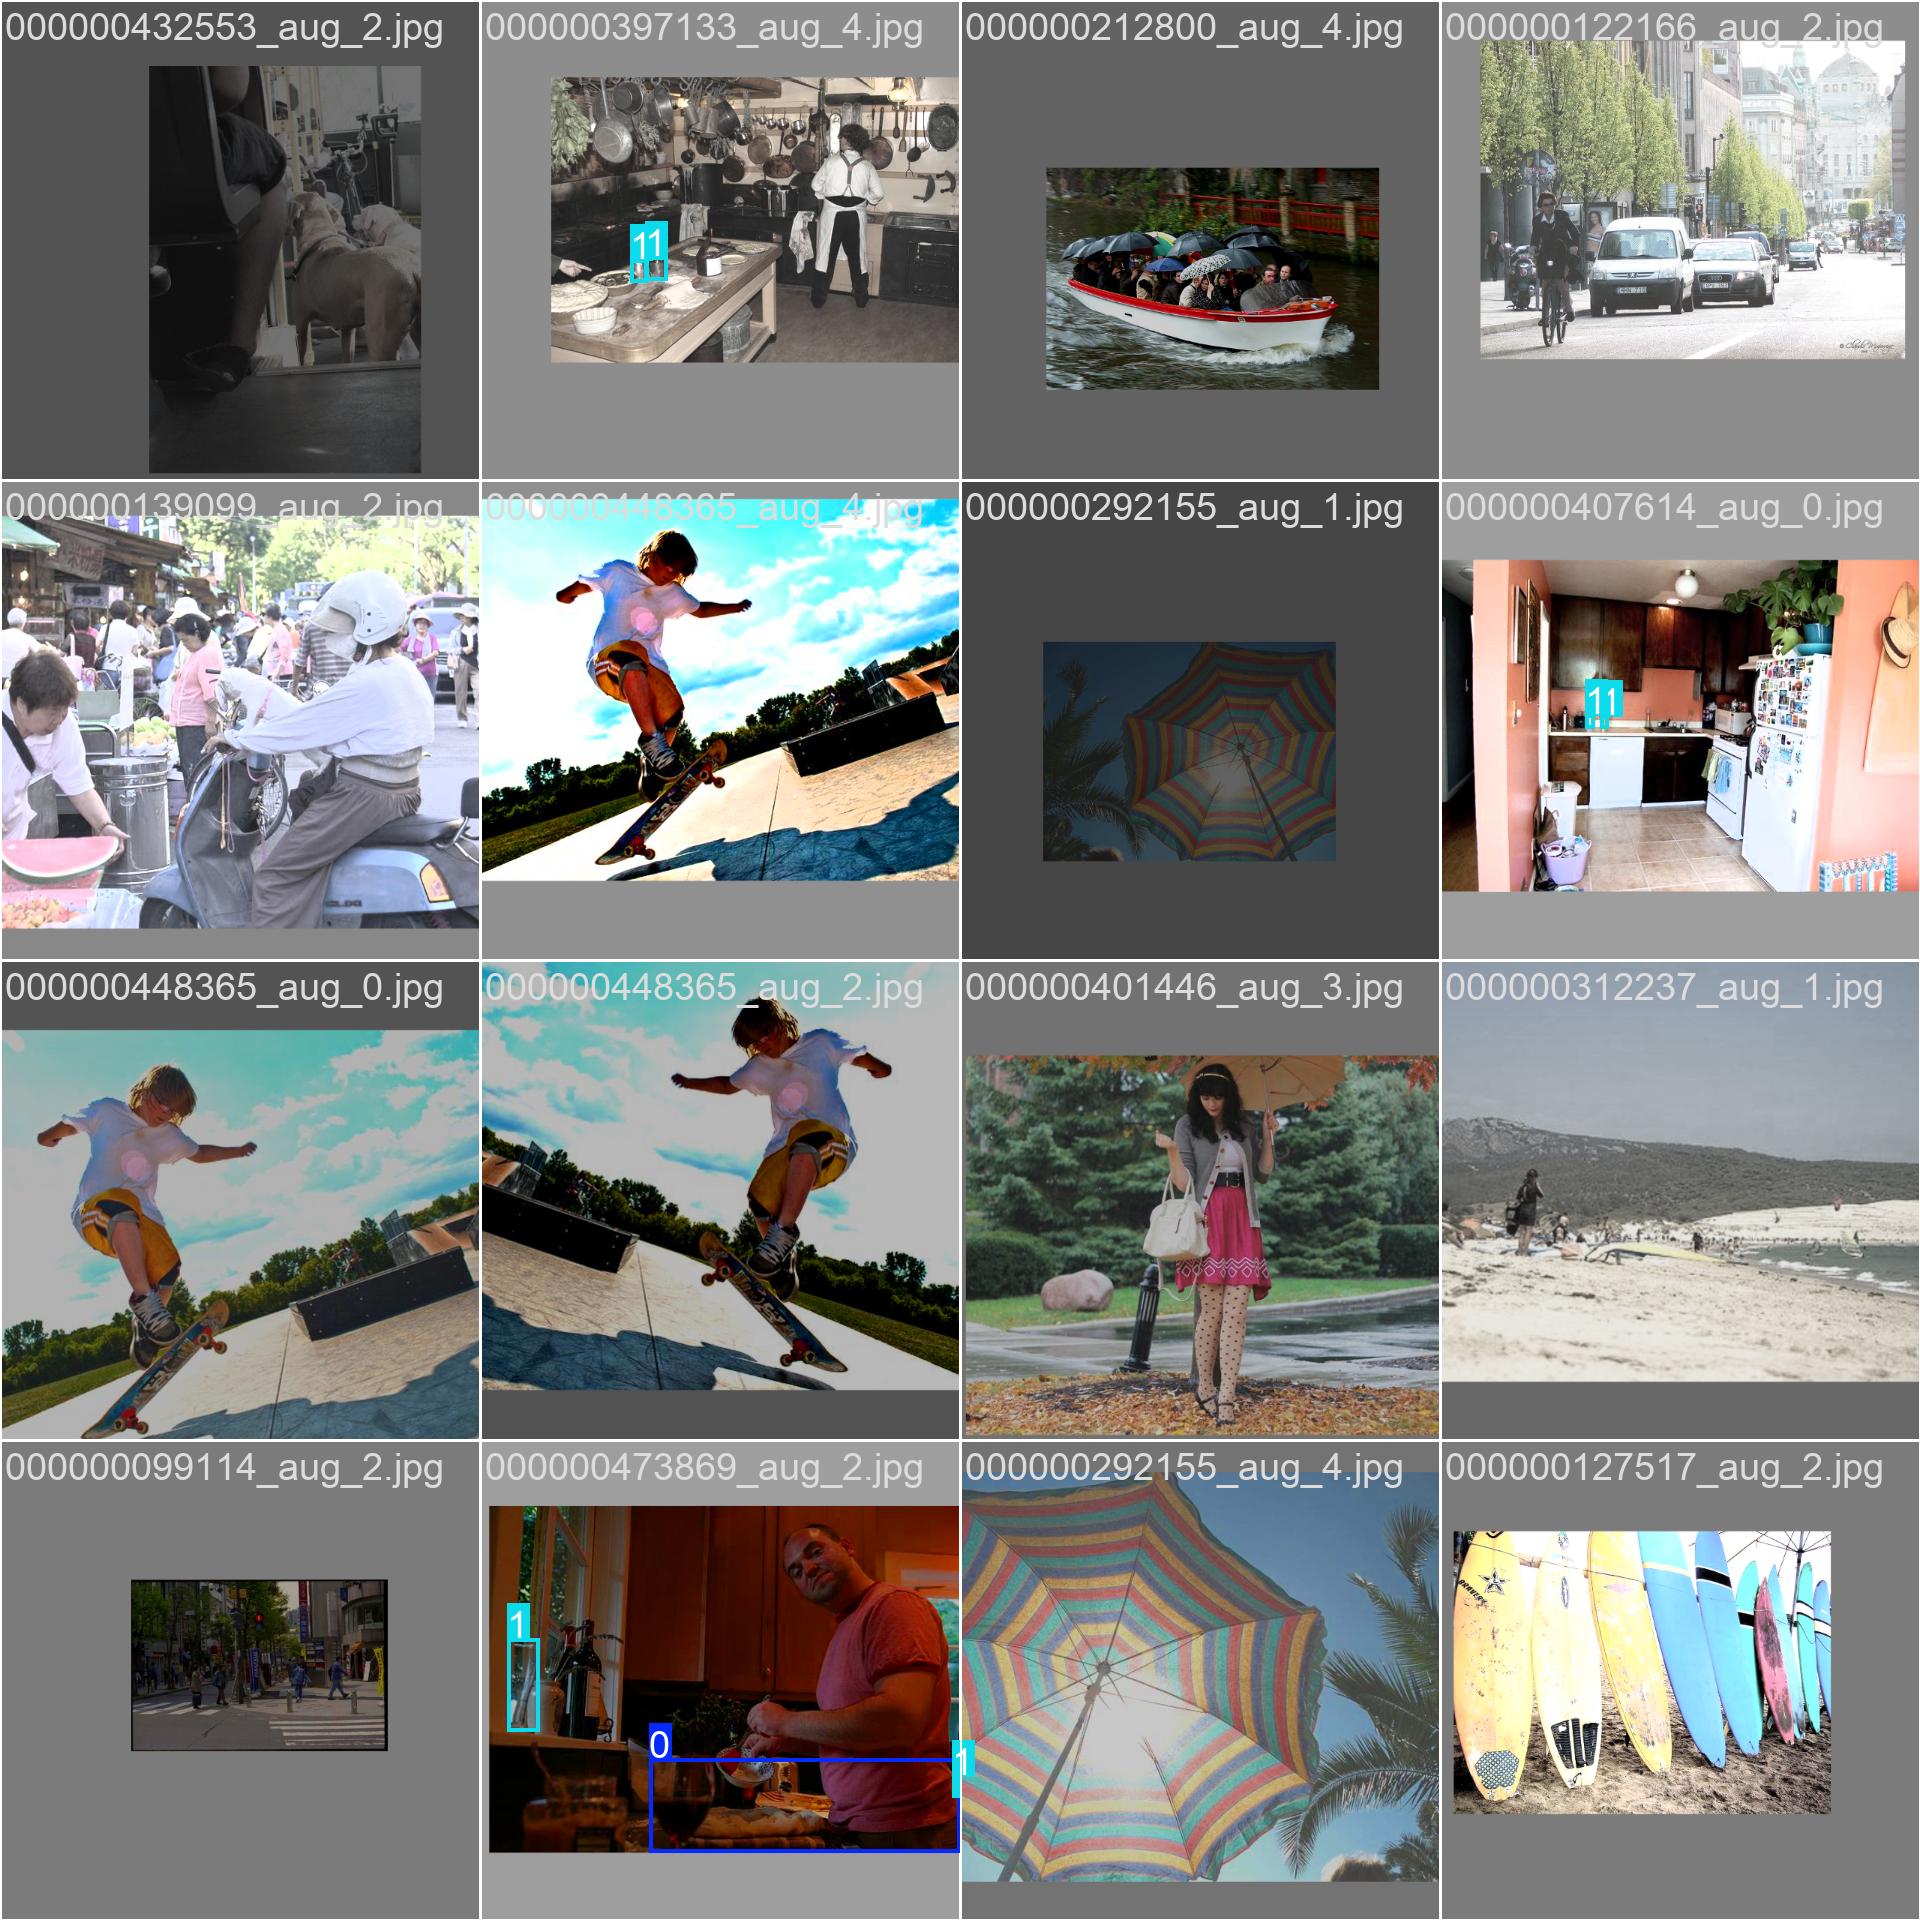 000000432553_aug_2.jpg
000000397133_aug_4.jpg
000000212800_aug_4.jpg
000000122166_aug_2.jpg
11
000000139099_aug_2.jpg
000000448365_aug_4.jpg
000000292155_aug_1.jpg
000000407614_aug_0.jpg
11
000000448365_aug_0.jpg
000000448365_aug_2.jpg
000000401446_aug_3.jpg
000000312237_aug_1.jpg
000000099114_aug_2.jpg
000000473869_aug_2.jpg
000000292155_aug_4.jpg
000000127517_aug_2.jpg
1
0
1